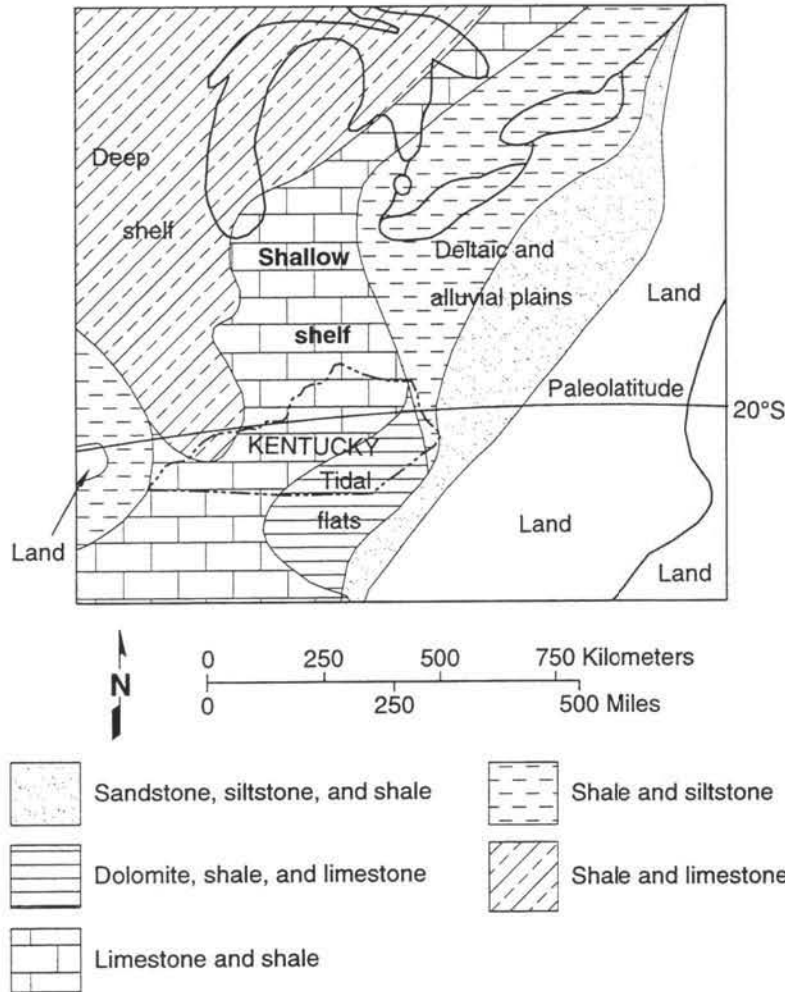 Deep
shelf
Shallow
shelf
Deltaic and
alluvial plains
Land
Paleolatitude
20°S
KENTUCKY
Tidal
flats
Land
Land
Land
N
0 250 500 750 Kilometers
0 250 500 Miles
Sandstone, siltstone, and shale
Shale and siltstone
Dolomite, shale, and limestone
Shale and limestone
Limestone and shale